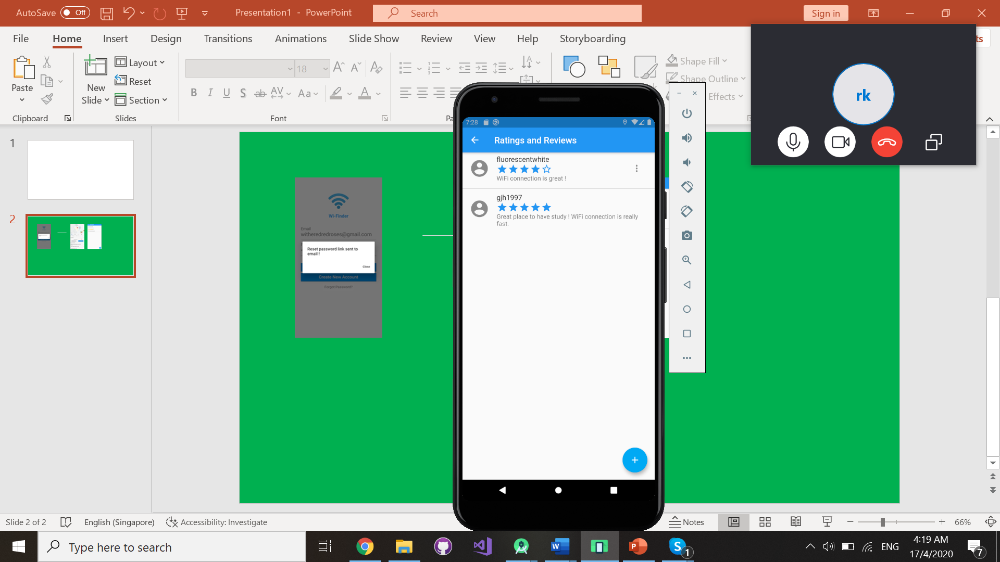 AutoSave Off Presentation1 - PowerPoint Search Sign in
File Home Insert Design Transitions Animations Slide Show Review View Help Storyboarding
Paste
Clipboard
New
Slide
Layout
Reset
Section
Slides
18
B I U S ab AV Aa A
Font
Shape Fill
Shape Outline
Effects
rk
1
2
Wi-Finder
Email
witheredredroses@gmail.com
Reset password link sent to
email !
Close
Create New Account
Forgot Password?
7:28
Ratings and Reviews
fluorescentwhite
WiFi connection is great !
gjh1997
Great place to have study ! WiFi connection is really
fast.
Slide 2 of 2 English (Singapore) Accessibility: Investigate Notes 66%
Type here to search
1
ENG
4:19 AM
17/4/2020
7